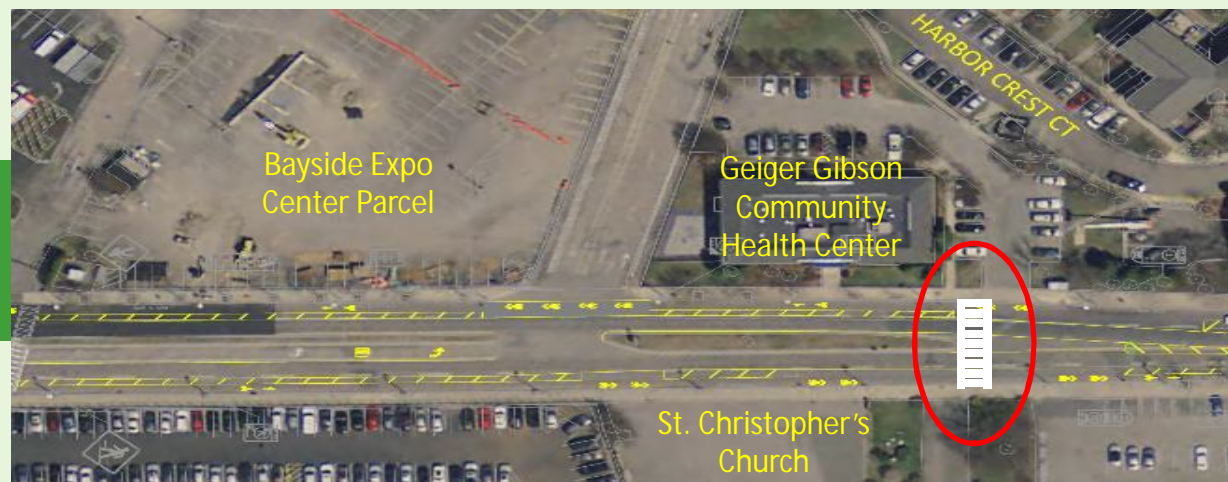 HARBOR CREST CT
Bayside Expo
Center Parcel
Geiger Gibson
Community
Health Center
St. Christopher's
Church